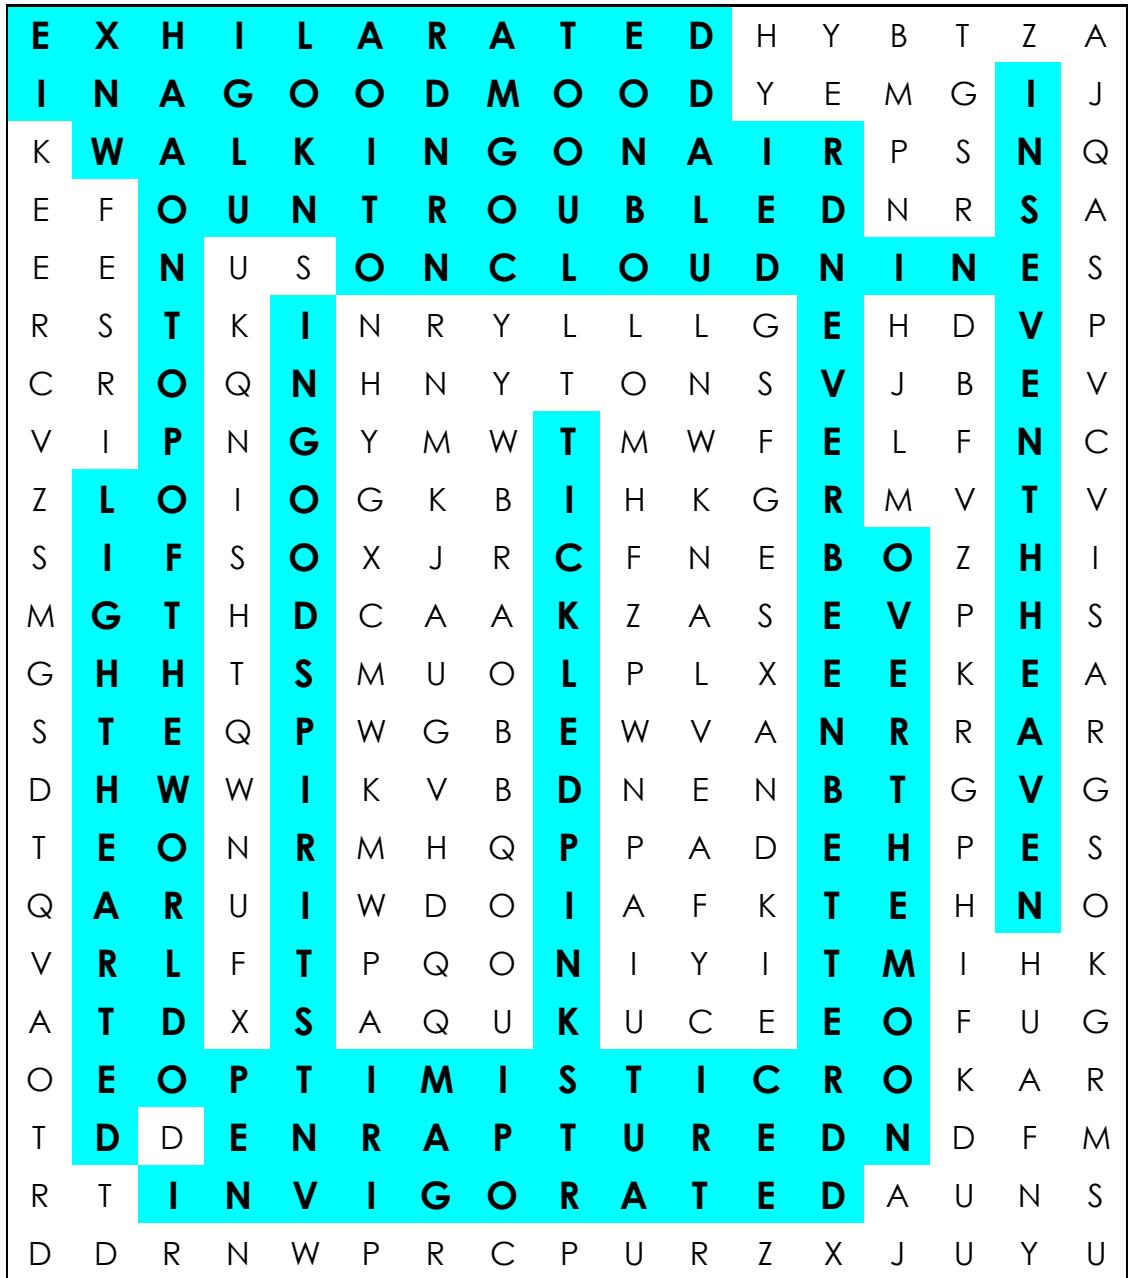 E X H I L A R A T E D H Y B T Z A
I N A G O O D M O O D Y E M G I J
K W A L K I N G O N A I R P S N Q
E F O U N T R O U B L E D N R S A
E E N U S O N C L O U D N I N E S
R S T K I N R Y L L L G E H D V P
C R O Q N H N Y T O N S V J B E V
V I P N G Y M W T M W F E L F N C
Z L O I O G K B I H K G R M V T V
S I F S O X J R C F N E B O Z H I
M G T H D C A A K Z A S E V P H S
G H H T S M U O L P L X E E K E A
S T E Q P W G B E W V A N R R A R
D H W W I K V B D N E N B T G V G
T E O N R M H Q P P A D E H P E S
Q A R U I W D O I A F K T E H N O
V R L F T P Q O N I Y I T M I H K
A T D X S A Q U K U C E E O F U G
O E O P T I M I S T I C R O K A R
T D D E N R A P T U R E D N D F M
R T I N V I G O R A T E D A U N S
D D R N W P R C P U R Z X J U Y U